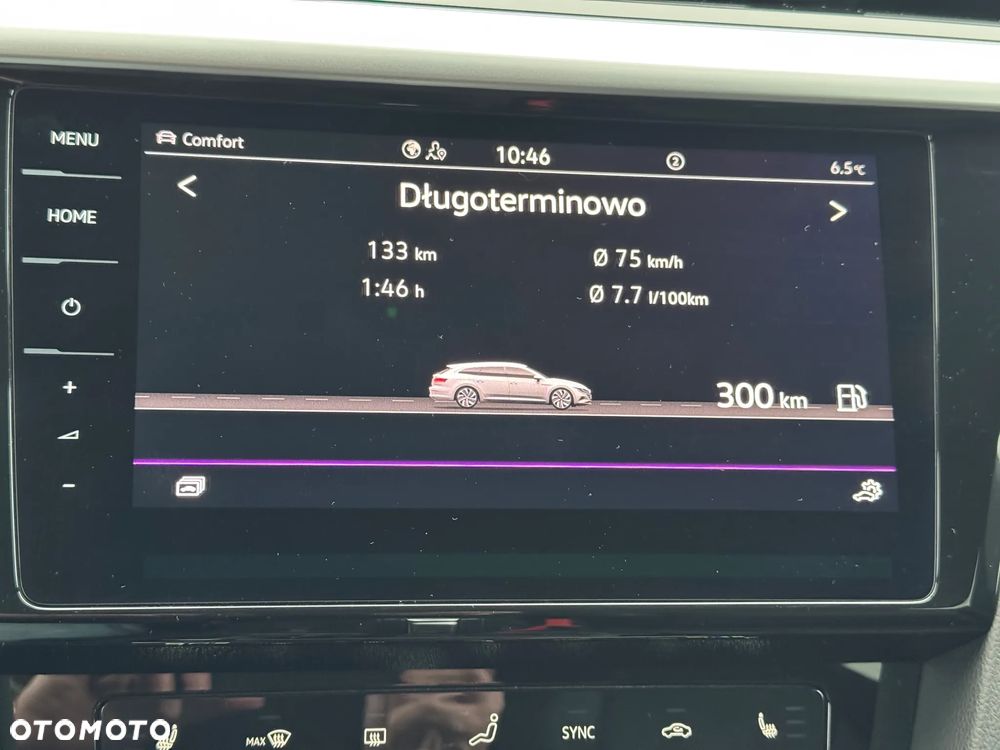 MENU
HOME
+
-
Comfort
10:46
2
6.5°C
< Długoterminowo >
133 km
Ø 75 km/h
1:46 h
Ø 7.7 l/100km
300 km
OTOMOTO
MAX
SYNC